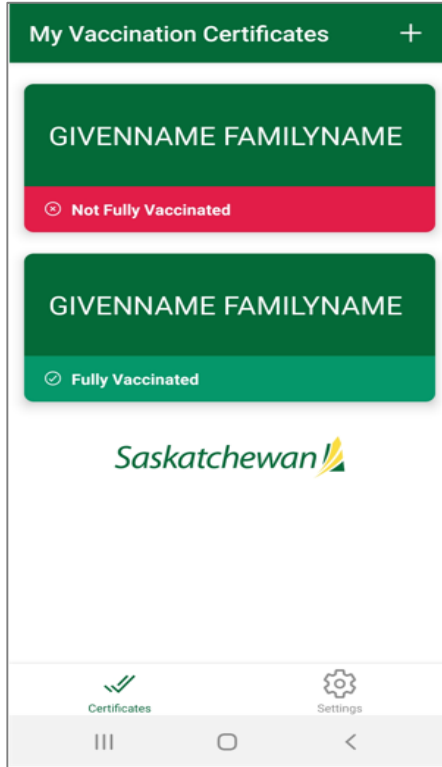 My Vaccination Certificates +
GIVENNAME FAMILYNAME
Not Fully Vaccinated
GIVENNAME FAMILYNAME
Fully Vaccinated
Saskatchewan
Certificates
Settings